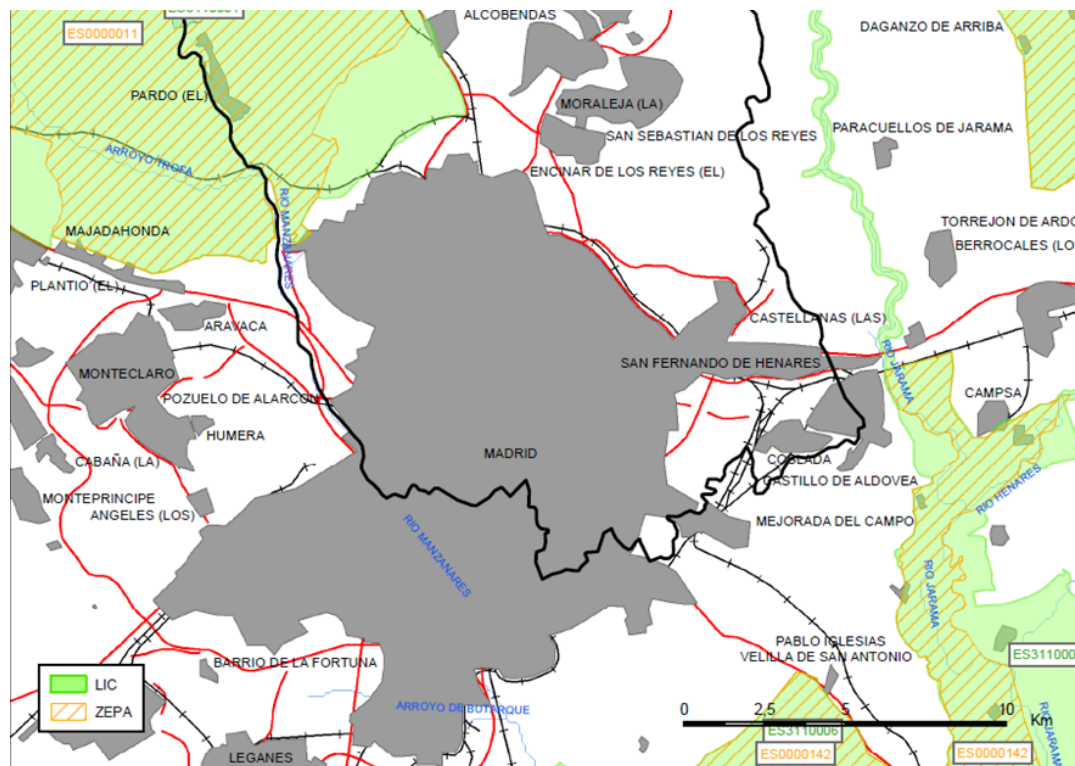 ALCOBENDAS
DAGANZO DE ARRIBA
ES0000011
PARDO (EL)
MORALEJA (LA)
SAN SEBASTIAN DE LOS REYES
PARACUELLOS DE JARAMA
ARROYO TROFA
ENCINAR DE LOS REYES (EL)
RIO MANZANARES
MAJADAHONDA
TORREJON DE ARDO
BERROCALES (LO
PLANTIO (EL)
ARAVACA
CASTELLANAS (LAS)
MONTECLARO
SAN FERNANDO DE HENARES
RIO JARAMA
POZUELO DE ALARCON
CAMPSA
HUMERA
MADRID
CABAÑA (LA)
COSLADA
CASTILLO DE ALDOVEA
RIO HENARES
MONTEPRINCIPE
ANGELES (LOS)
MEJORADA DEL CAMPO
RIO MANZANARES
RIO JARAMA
PABLO IGLESIAS
VELILLA DE SAN ANTONIO
ES3110006
BARRIO DE LA FORTUNA
LIC
ZEPA
ARROYO DE BUTARQUE
0 2,5 5 10
Km
RIO JARAMA
ES3110006
ES0000142
ES0000142
LEGANES